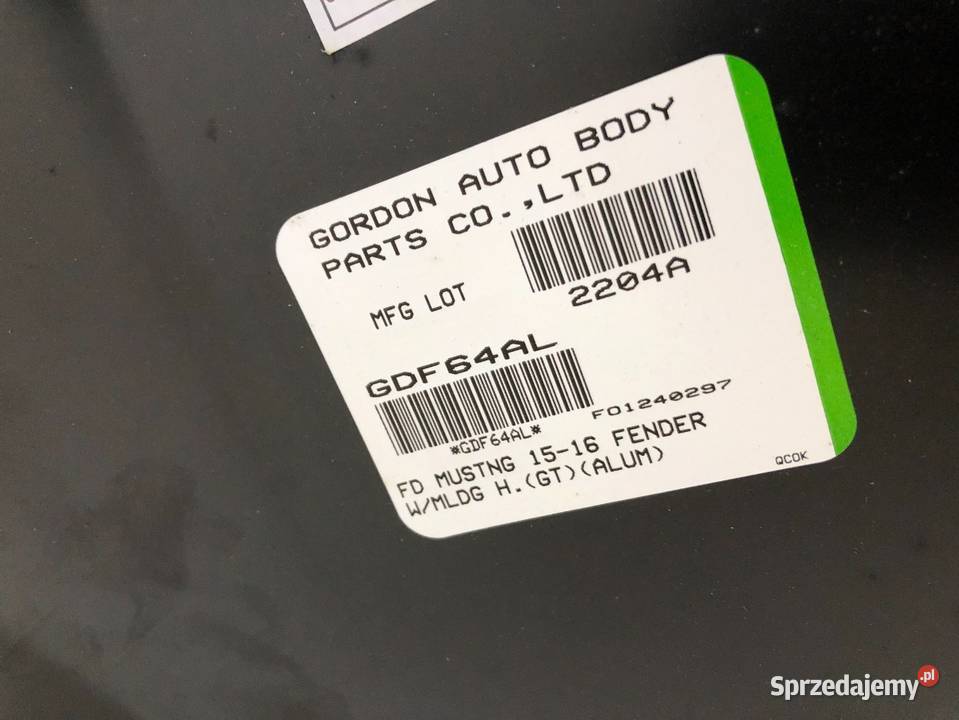 GORDON AUTO BODY
PARTS CO.,LTD
MFG LOT
2204A
GDF64AL
*GDF64AL*
FO1240297
FD MUSTNG 15-16 FENDER
W/MLDG H.(GT)(ALUM)
QCOK
Sprzedajemy.pl